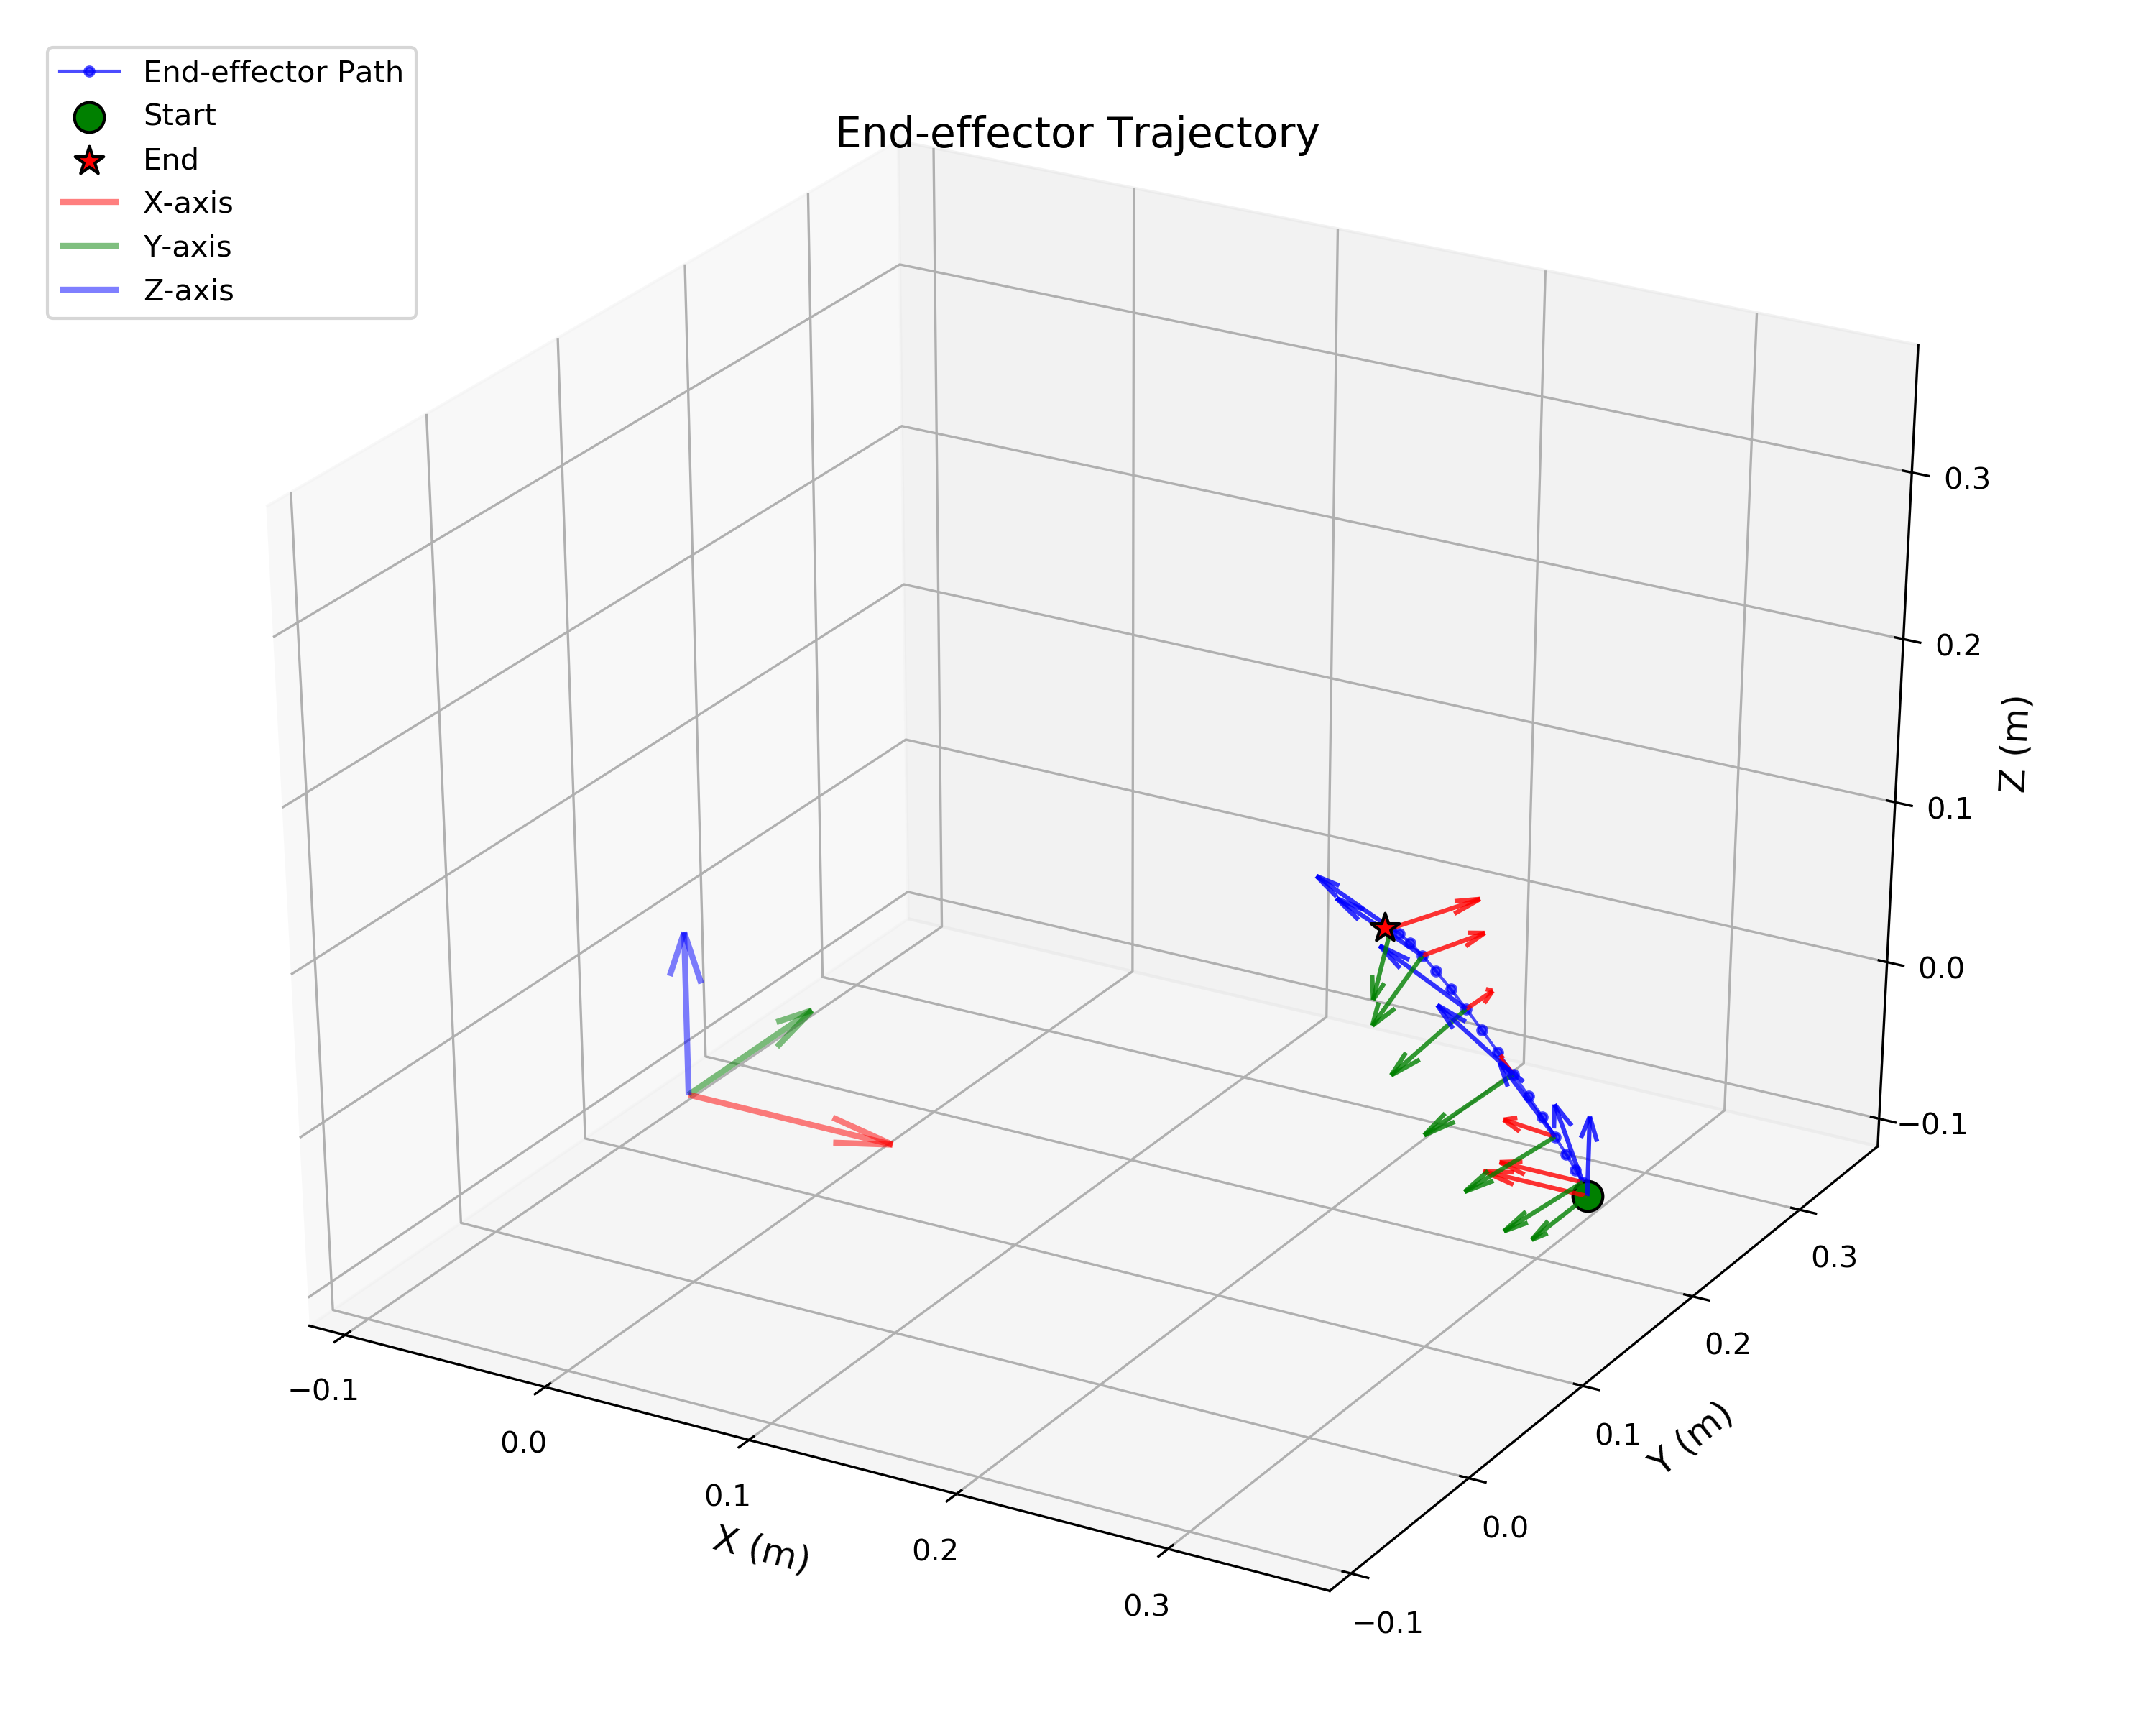 End-effector Path
Start
End
X-axis
Y-axis
Z-axis
End-effector Trajectory
0.3
0.2
0.1
0.0
−0.1
Z (m)
0.3
0.2
0.1
0.0
−0.1
Y (m)
−0.1
0.0
0.1
0.2
0.3
X (m)